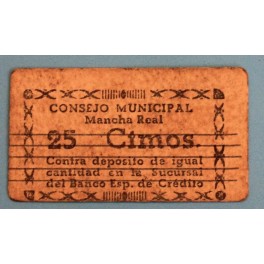 CONSEJO MUNICIPAL
Mancha Real
25 Ctmos.
Contra depósito de igual
cantidad en la Sucursal
del Banco Esp. de Crédito